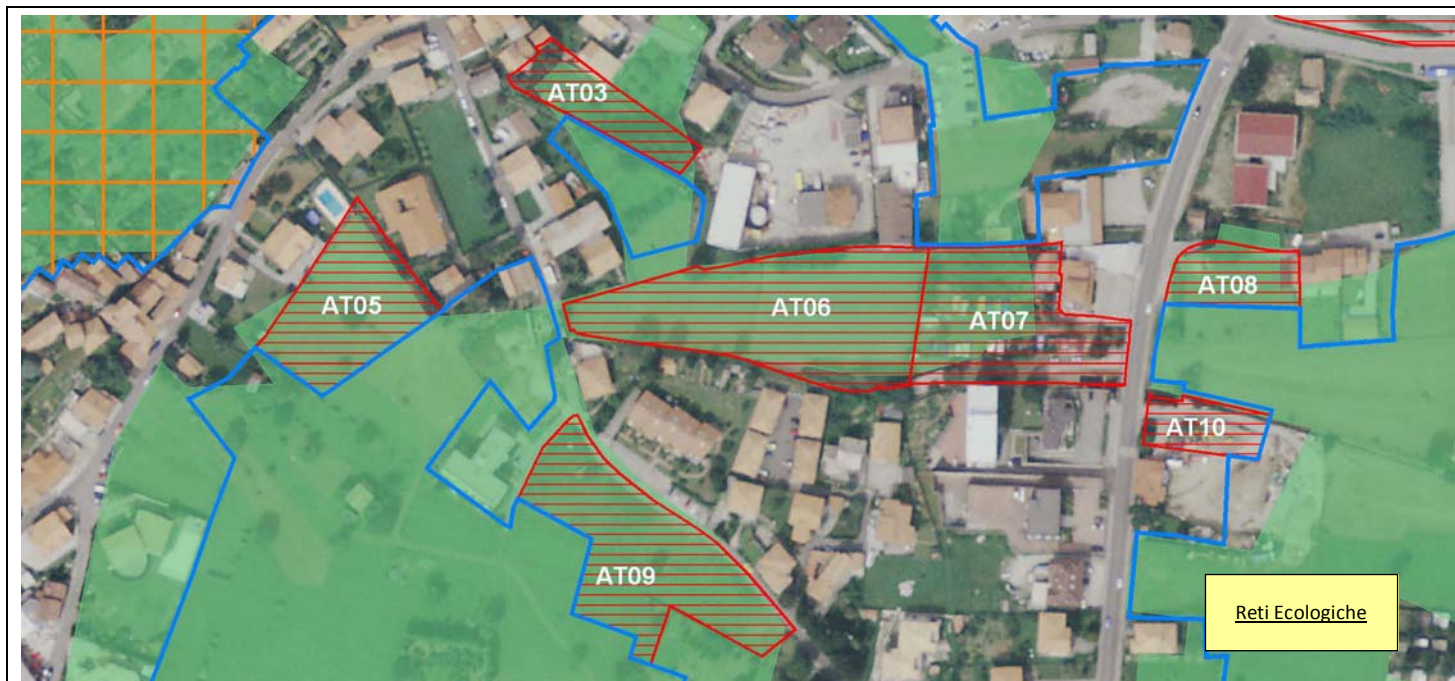 AT03
AT05
AT06
AT07
AT08
AT10
AT09
Reti Ecologiche